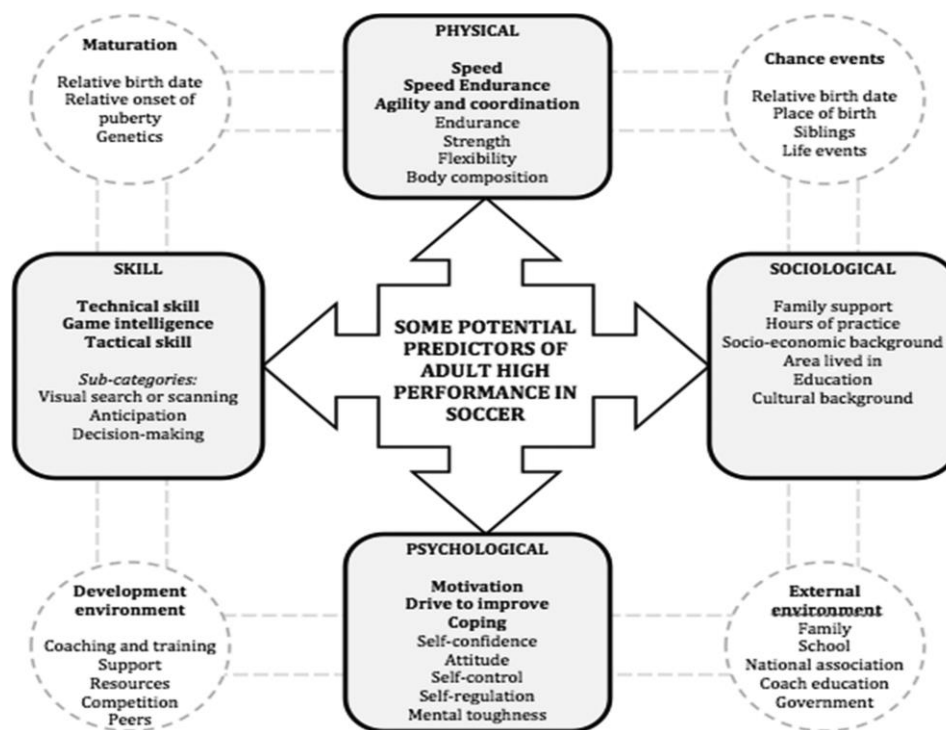 Maturation
Relative birth date
Relative onset of
puberty
Genetics
PHYSICAL
Speed
Speed Endurance
Agility and coordination
Endurance
Strength
Flexibility
Body composition
Chance events
Relative birth date
Place of birth
Siblings
Life events
SKILL
Technical skill
Game intelligence
Tactical skill
Sub-categories:
Visual search or scanning
Anticipation
Decision-making
SOME POTENTIAL
PREDICTORS OF
ADULT HIGH
PERFORMANCE IN
SOCCER
SOCIOLOGICAL
Family support
Hours of practice
Socio-economic background
Area lived in
Education
Cultural background
Development
environment
Coaching and training
Support
Resources
Competition
Peers
PSYCHOLOGICAL
Motivation
Drive to improve
Coping
Self-confidence
Attitude
Self-control
Self-regulation
Mental toughness
External
environment
Family
School
National association
Coach education
Government